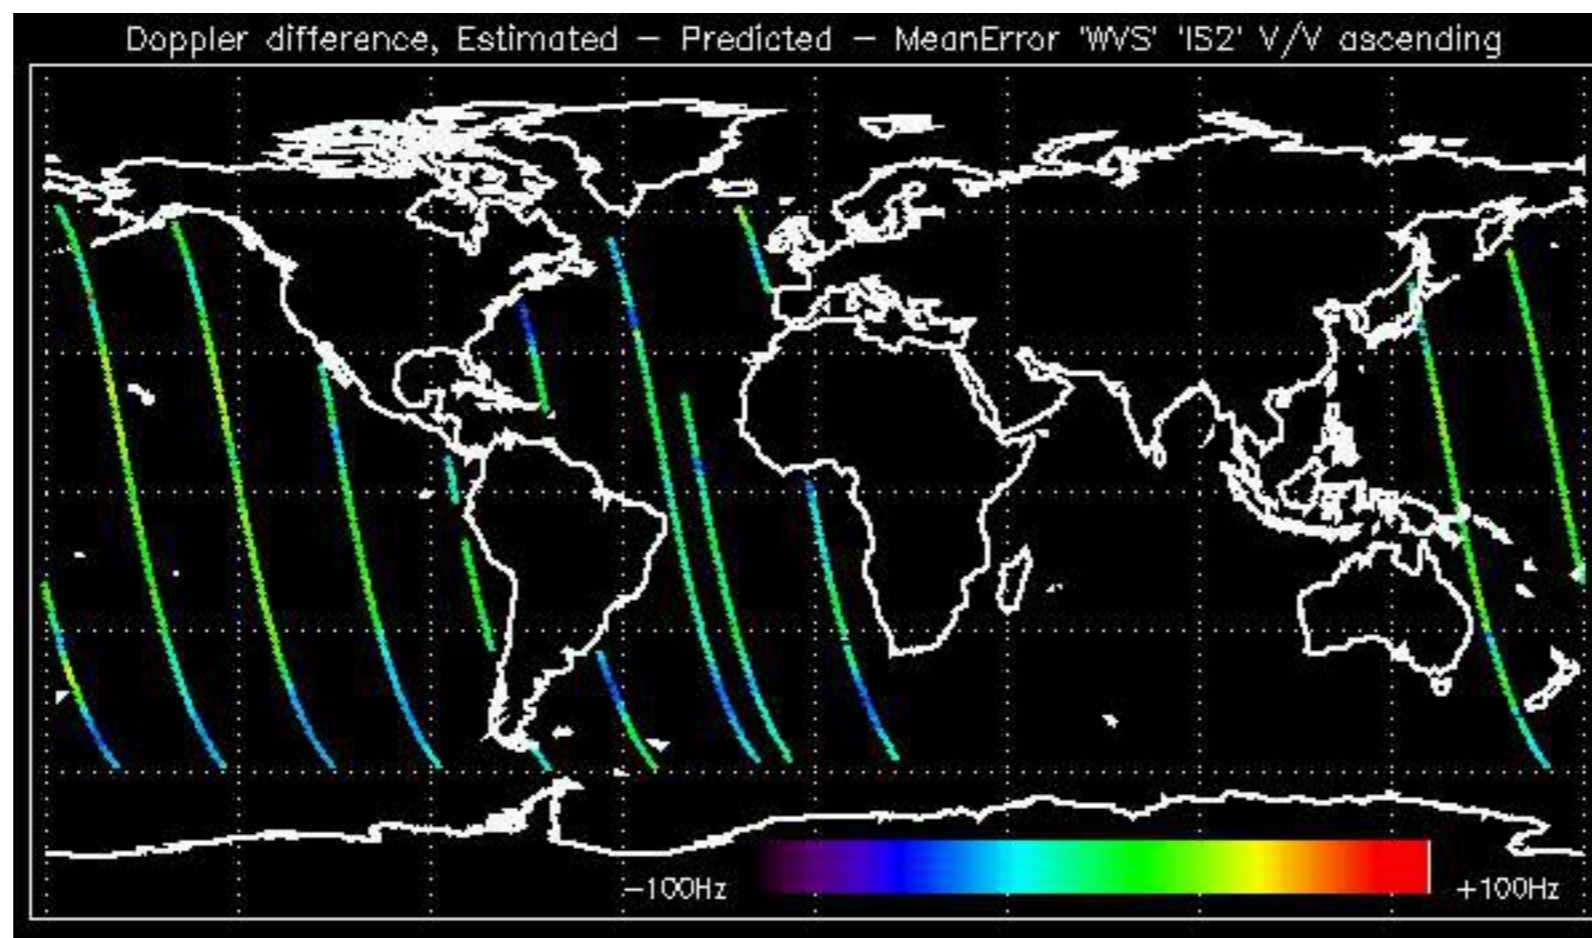 Doppler difference, Estimated – Predicted – MeanError 'WVS' 'IS2' V/V ascending
–100Hz
+100Hz